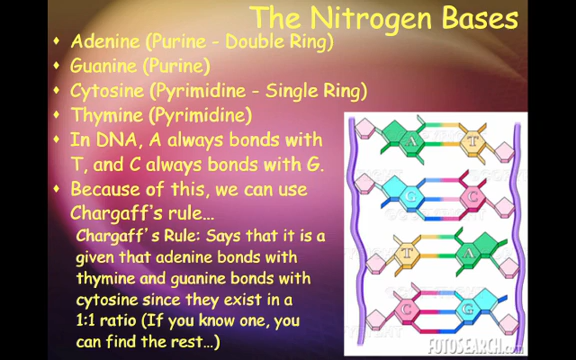 The Nitrogen Bases
Adenine (Purine - Double Ring)
Guanine (Purine)
Cytosine (Pyrimidine - Single Ring)
Thymine (Pyrimidine)
In DNA, A always bonds with
T, and C always bonds with G.
Because of this, we can use
Chargaff's rule...
Chargaff's Rule: Says that it is a
given that adenine bonds with
thymine and guanine bonds with
cytosine since they exist in a
1:1 ratio (If you know one, you
can find the rest...)
A T
G C
T A
C G
FOTOSEARCH.com